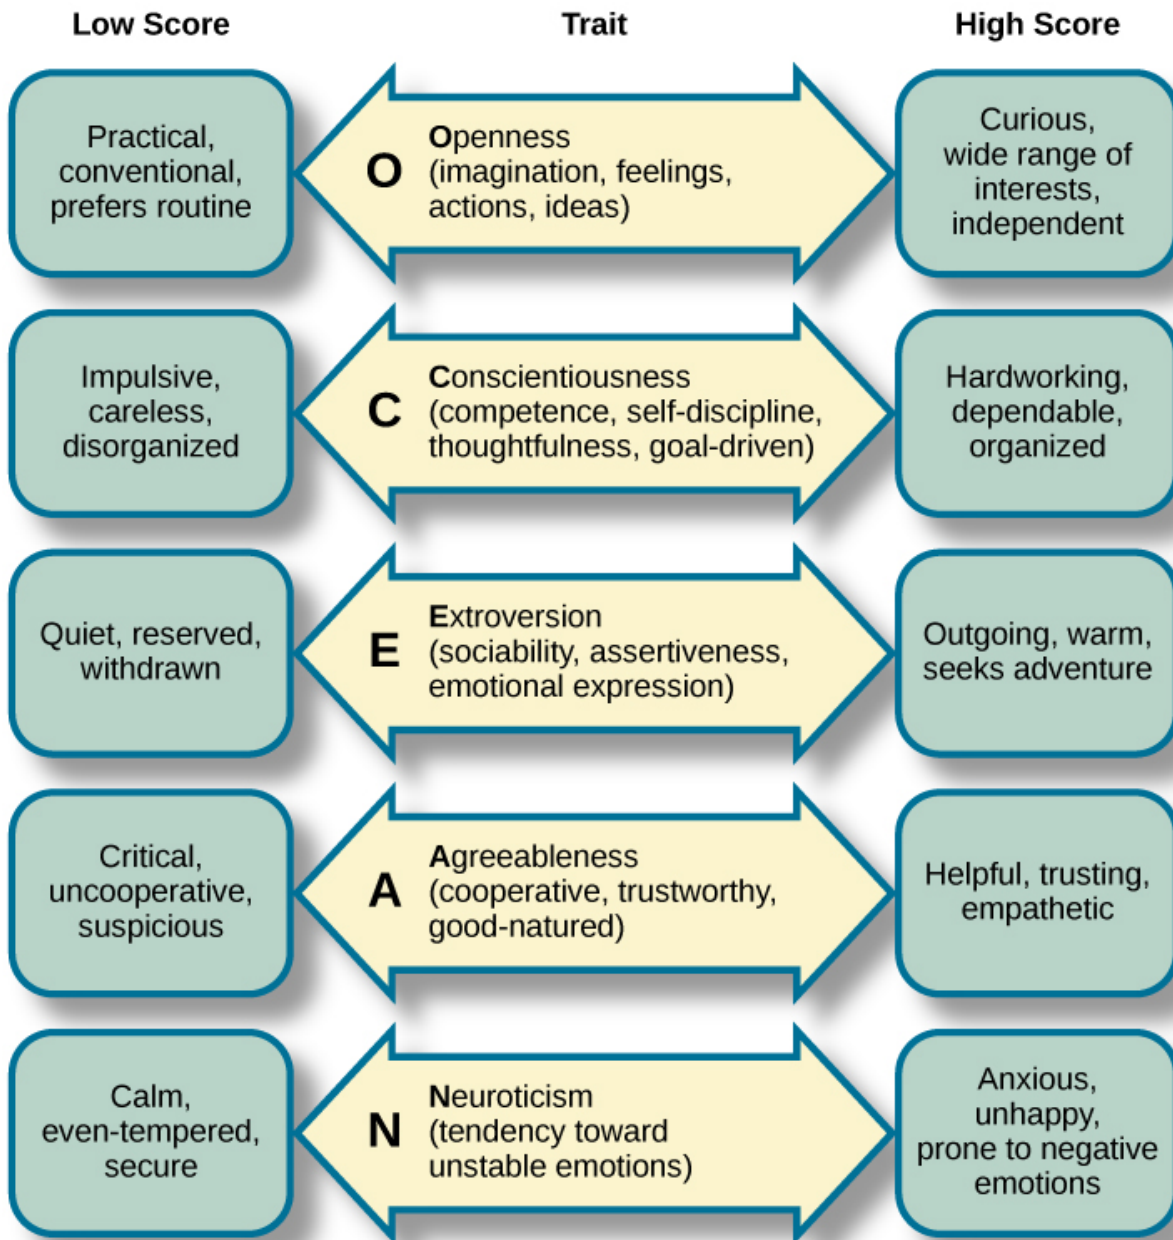 Low Score
Trait
High Score
Practical,
conventional,
prefers routine
O
Openness
(imagination, feelings,
actions, ideas)
Curious,
wide range of
interests,
independent
Impulsive,
careless,
disorganized
C
Conscientiousness
(competence, self-discipline,
thoughtfulness, goal-driven)
Hardworking,
dependable,
organized
Quiet, reserved,
withdrawn
E
Extroversion
(sociability, assertiveness,
emotional expression)
Outgoing, warm,
seeks adventure
Critical,
uncooperative,
suspicious
A
Agreeableness
(cooperative, trustworthy,
good-natured)
Helpful, trusting,
empathetic
Calm,
even-tempered,
secure
N
Neuroticism
(tendency toward
unstable emotions)
Anxious,
unhappy,
prone to negative
emotions